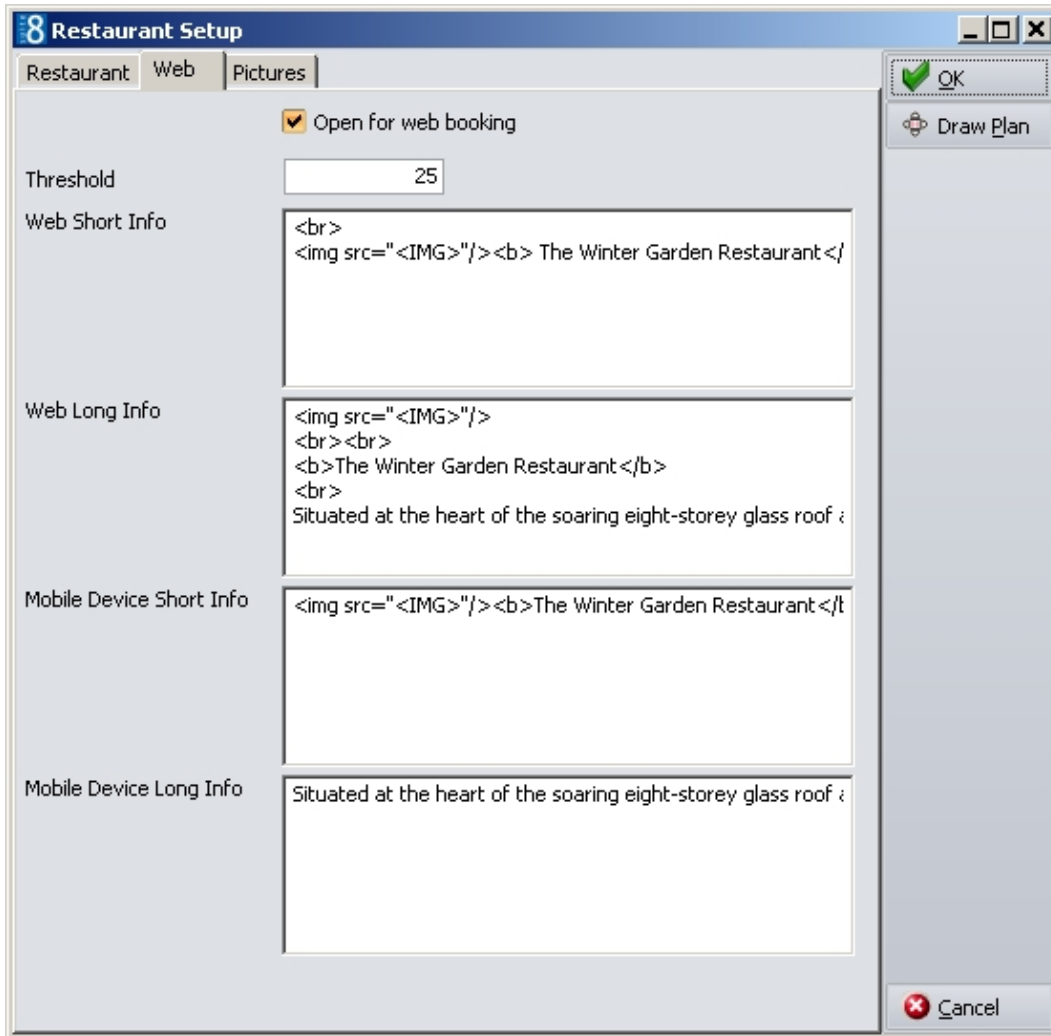 8 Restaurant Setup
Restaurant Web Pictures
OK
Draw Plan
Open for web booking
Threshold 25
Web Short Info
<br>
<img src="<IMG>"/><b> The Winter Garden Restaurant</
Web Long Info
<img src="<IMG>"/>
<br><br>
<b>The Winter Garden Restaurant</b>
<br>
Situated at the heart of the soaring eight-storey glass roof
Mobile Device Short Info
<img src="<IMG>"/><b>The Winter Garden Restaurant</
Mobile Device Long Info
Situated at the heart of the soaring eight-storey glass roof
Cancel